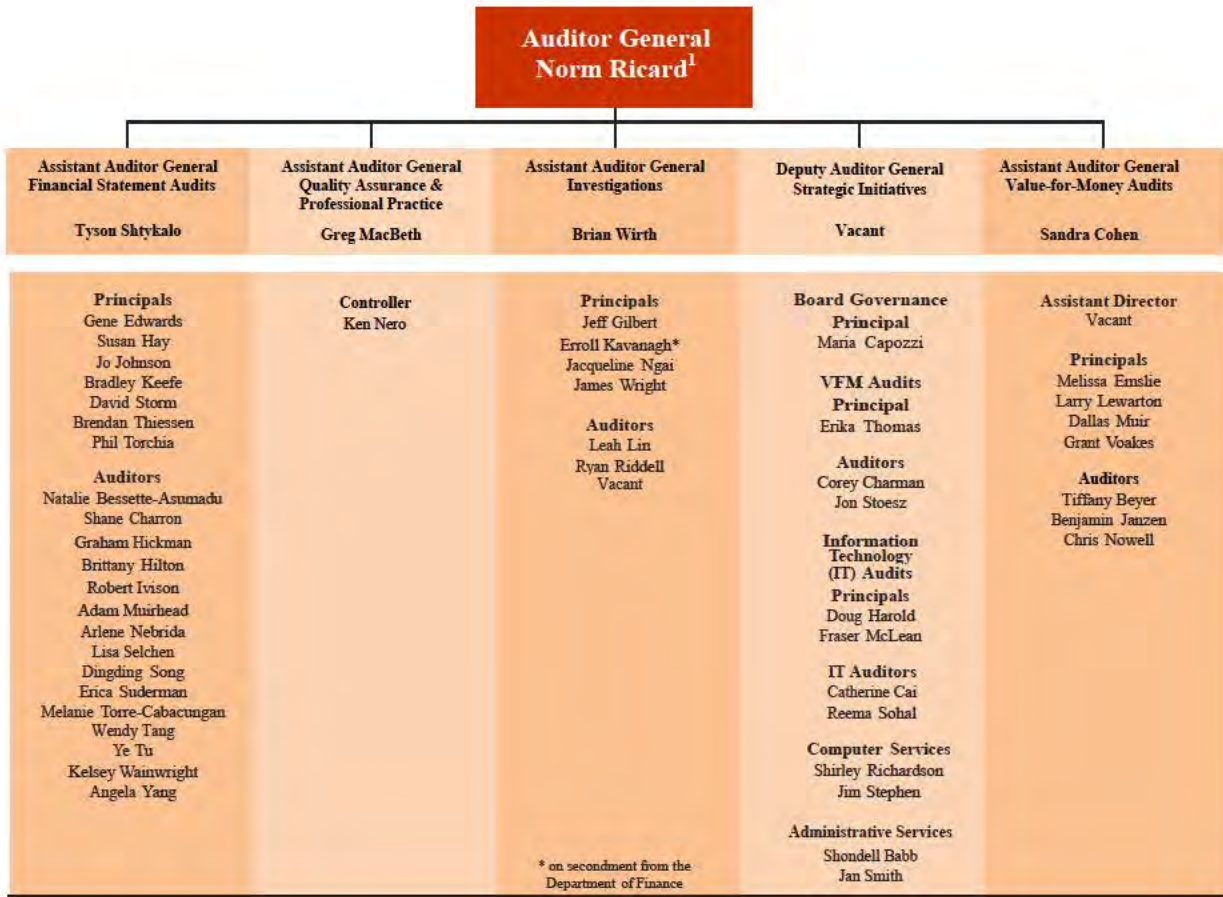 Auditor General
Norm Ricard¹
Assistant Auditor General
Financial Statement Audits
Tyson Shtykalo
Assistant Auditor General
Quality Assurance &
Professional Practice
Greg MacBeth
Assistant Auditor General
Investigations
Brian Wirth
Deputy Auditor General
Strategic Initiatives
Vacant
Assistant Auditor General
Value-for-Money Audits
Sandra Cohen
Principals
Gene Edwards
Susan Hay
Jo Johnson
Bradley Keefe
David Storm
Brendan Thiessen
Phil Torchia
Auditors
Natalie Bessette-Asumadu
Shane Charron
Graham Hickman
Brittany Hilton
Robert Ivison
Adam Muirhead
Arlene Nebrida
Lisa Selchen
Dingding Song
Erica Suderman
Melanie Torre-Cabacungan
Wendy Tang
Ye Tu
Kelsey Wainwright
Angela Yang
Controller
Ken Nero
Principals
Jeff Gilbert
Erroll Kavanagh*
Jacqueline Ngai
James Wright
Auditors
Leah Lin
Ryan Riddell
Vacant
* on secondment from the
Department of Finance
Board Governance
Principal
Maria Capozzi
VFM Audits
Principal
Erika Thomas
Auditors
Corey Charman
Jon Stoesz
Information
Technology
(IT) Audits
Principals
Doug Harold
Fraser McLean
IT Auditors
Catherine Cai
Reema Sohal
Computer Services
Shirley Richardson
Jim Stephen
Administrative Services
Shondell Babb
Jan Smith
Assistant Director
Vacant
Principals
Melissa Emslie
Larry Lewarton
Dallas Muir
Grant Voakes
Auditors
Tiffany Beyer
Benjamin Janzen
Chris Nowell